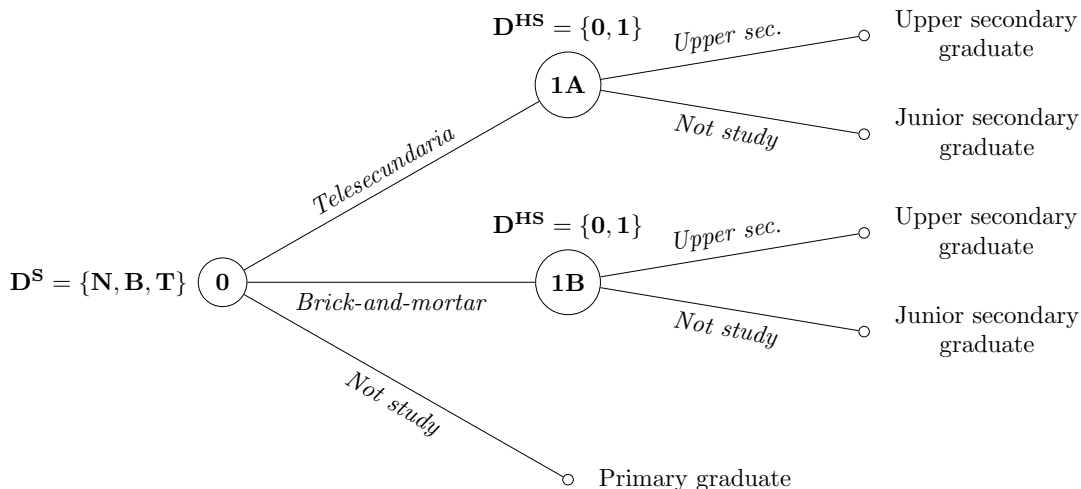 D^HS = {0, 1}
Upper sec.
Upper secondary
graduate
1A
Not study
Junior secondary
graduate
Telesecundaria
D^HS = {0, 1}
Upper sec.
Upper secondary
graduate
D^S = {N, B, T}
0
Brick-and-mortar
1B
Not study
Junior secondary
graduate
Not study
Primary graduate